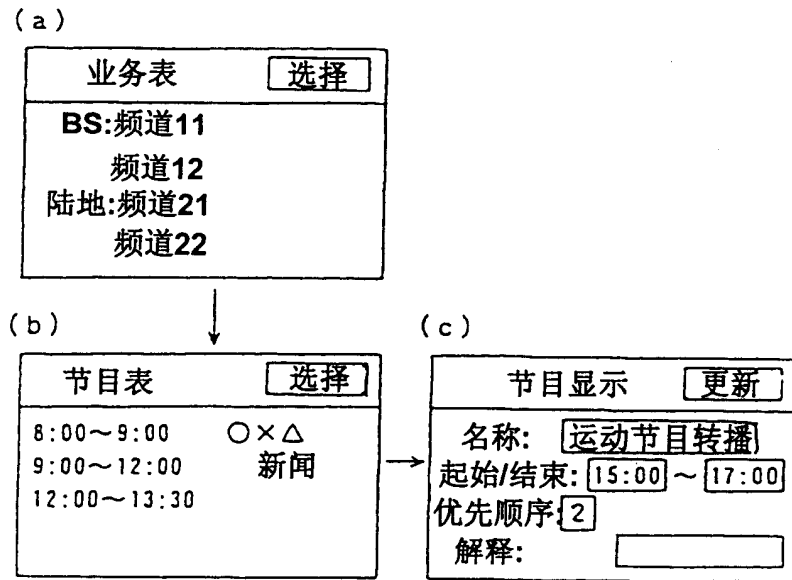 (a)
业务表 选择
BS:频道11
频道12
陆地:频道21
频道22
(b)
节目表 选择
8:00～9:00 ○×△
9:00～12:00 新闻
12:00～13:30
(c)
节目显示 更新
名称: 运动节目转播
起始/结束: 15:00～17:00
优先顺序:2
解释: